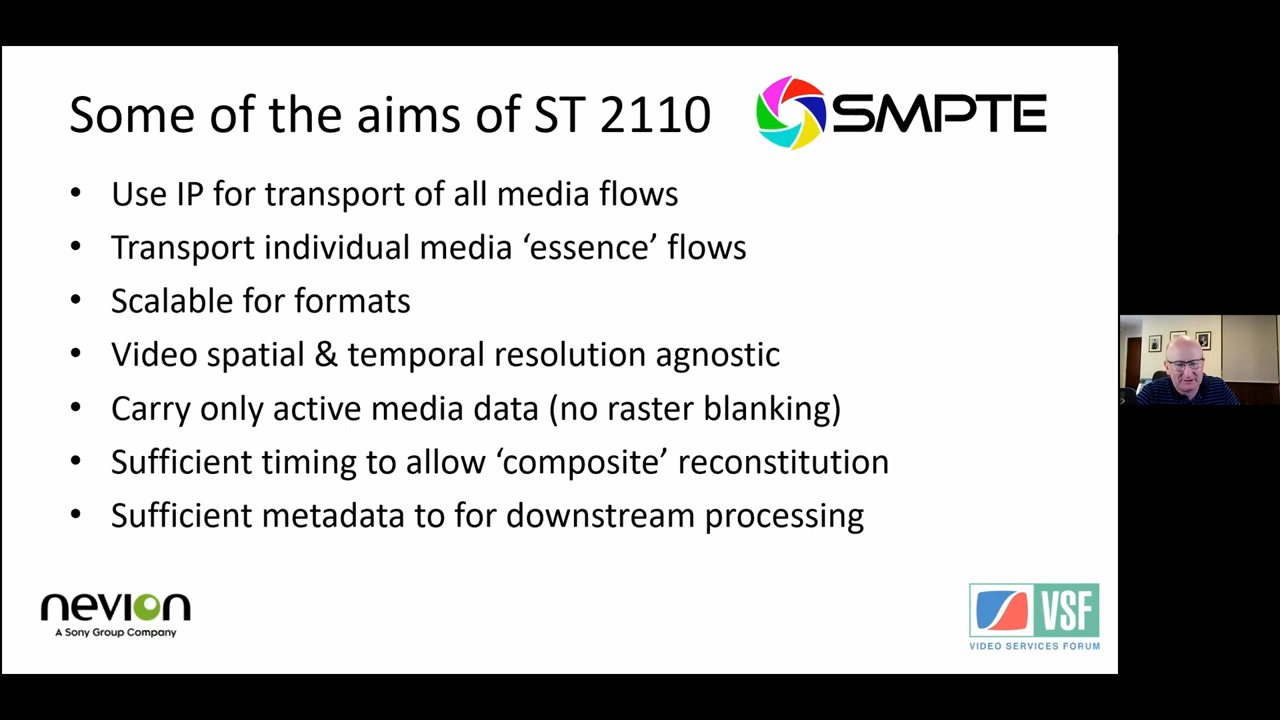 Some of the aims of ST 2110
SMPTE
• Use IP for transport of all media flows
• Transport individual media ‘essence’ flows
• Scalable for formats
• Video spatial & temporal resolution agnostic
• Carry only active media data (no raster blanking)
• Sufficient timing to allow ‘composite’ reconstitution
• Sufficient metadata to for downstream processing
nevion
A Sony Group Company
VSF
VIDEO SERVICES FORUM